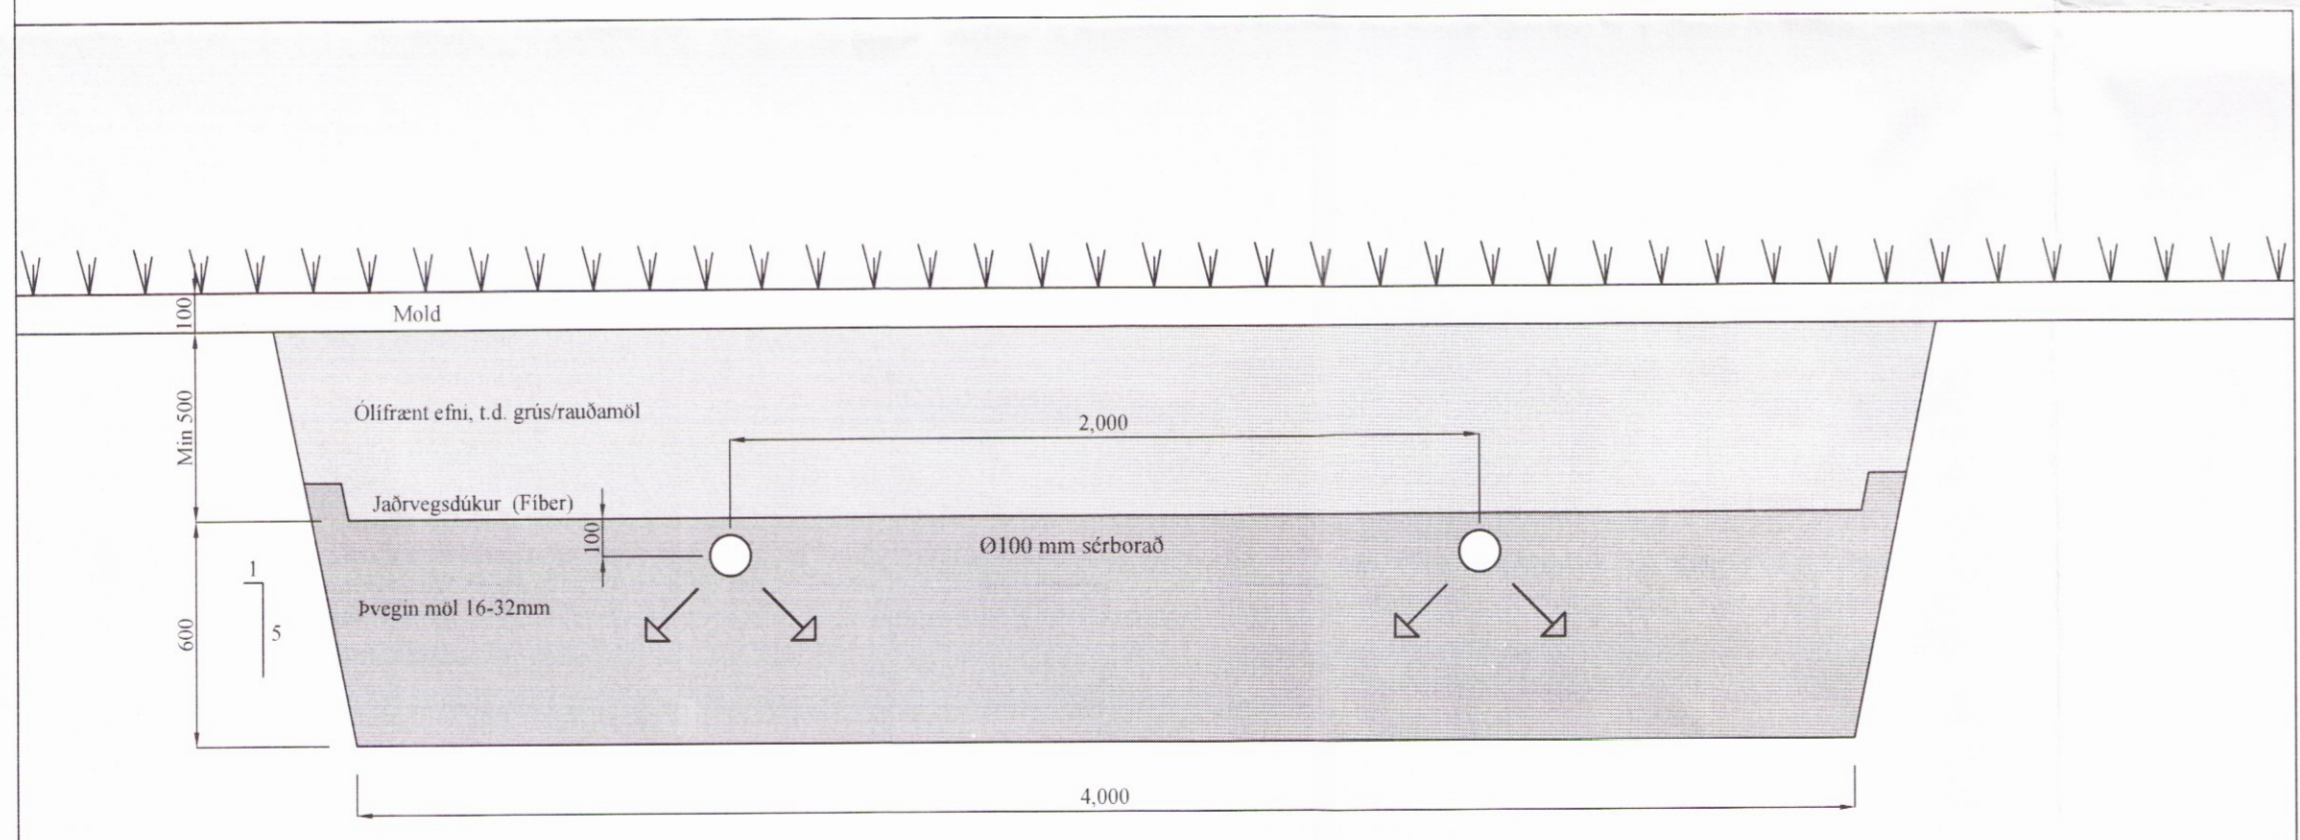 100
Mold
Min 500
Ólífrænt efni, t.d. grús/rauðamöl
2,000
Jaðrvegsdúkur (Fíber)
100
Ø100 mm sérborað
1
5
Þvegin möl 16-32mm
600
4,000